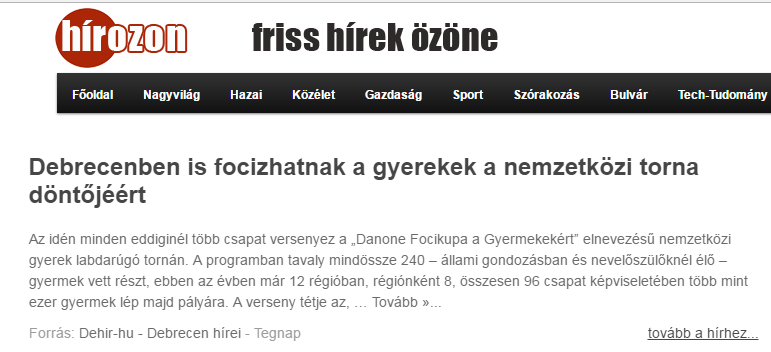 hírozon
friss hírek özöne
Főoldal Nagyvilág Hazai Közélet Gazdaság Sport Szórakozás Bulvár Tech-Tudomány
Debrecenben is focizhatnak a gyerekek a nemzetközi torna
döntőjéért
Az idén minden eddiginél több csapat versenyez a „Danone Focikupa a Gyermekekért” elnevezésű nemzetközi
gyerek labdarúgó tornán. A programban tavaly mindössze 240 – állami gondozásban és nevelőszülőknél élő –
gyermek vett részt, ebben az évben már 12 régióban, régiónként 8, összesen 96 csapat képviseletében több mint
ezer gyermek lép majd pályára. A verseny tétje az, … Tovább »...
Forrás: Dehir-hu - Debrecen hírei - Tegnap tovább a hírhez...